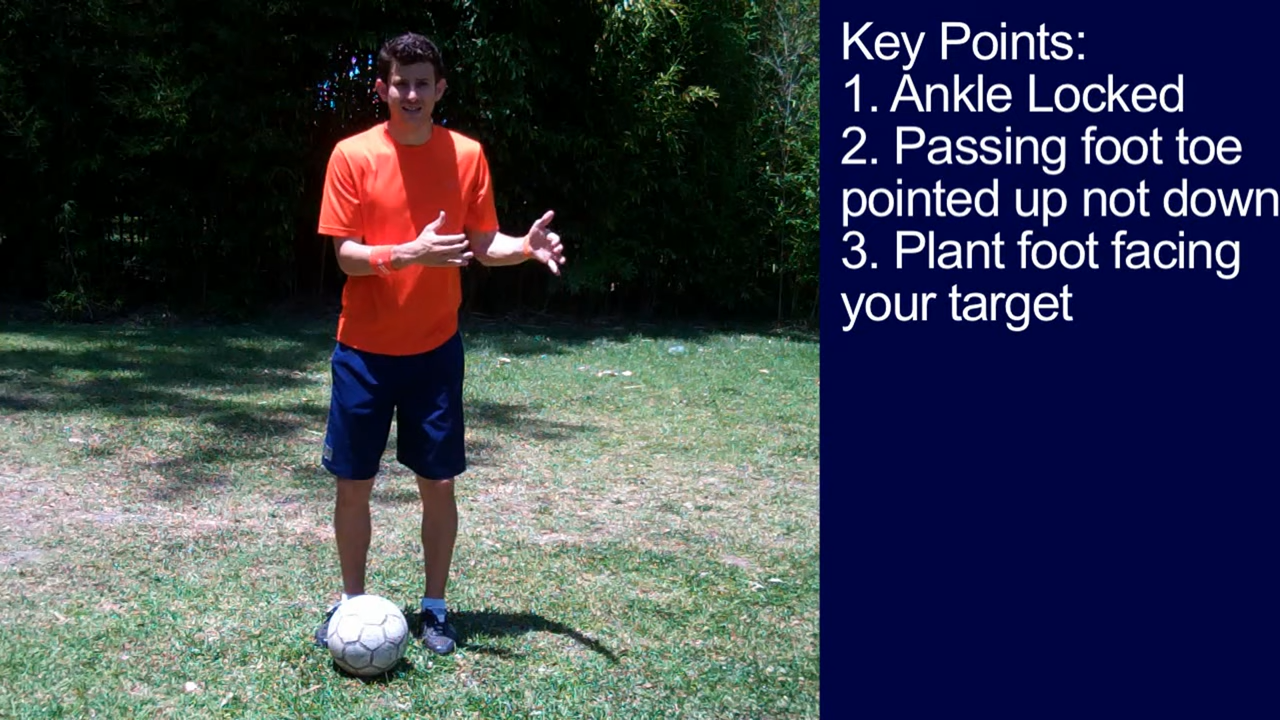 Key Points:
1. Ankle Locked
2. Passing foot toe
pointed up not down
3. Plant foot facing
your target